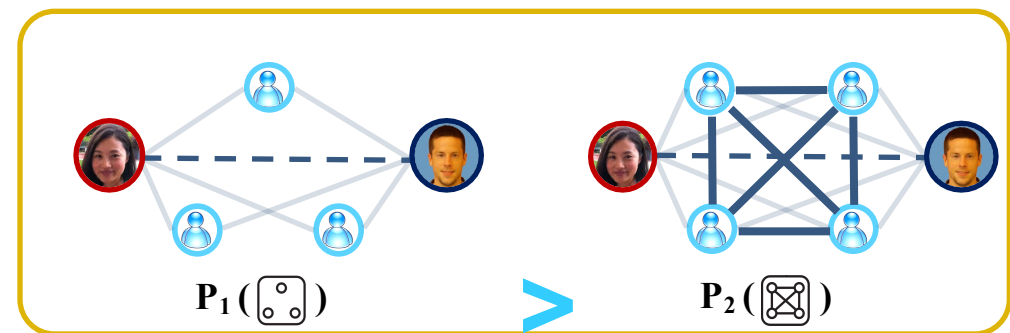 P₁ ( ) > P₂ ( )